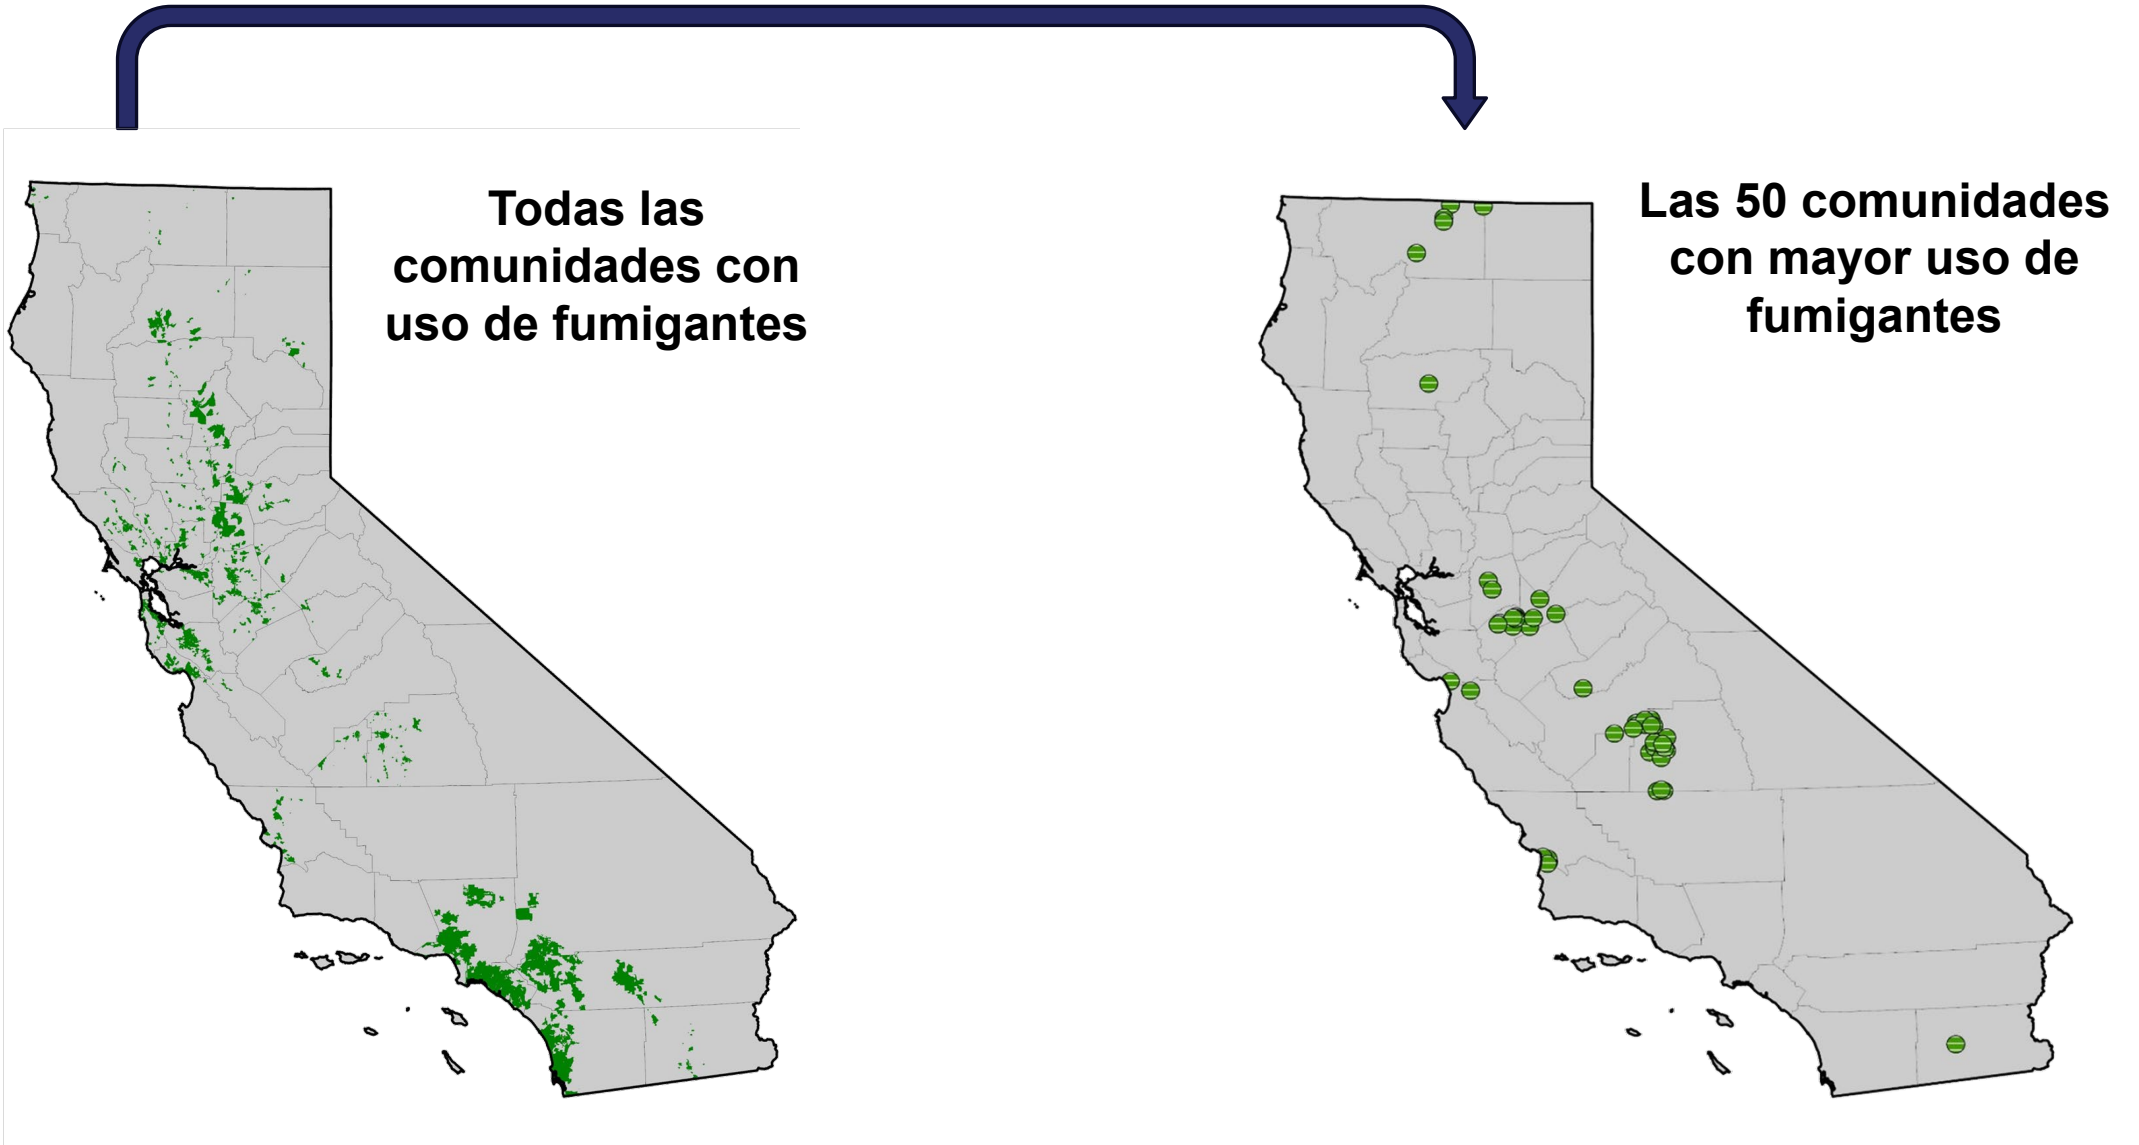 Todas las
comunidades con
uso de fumigantes
Las 50 comunidades
con mayor uso de
fumigantes